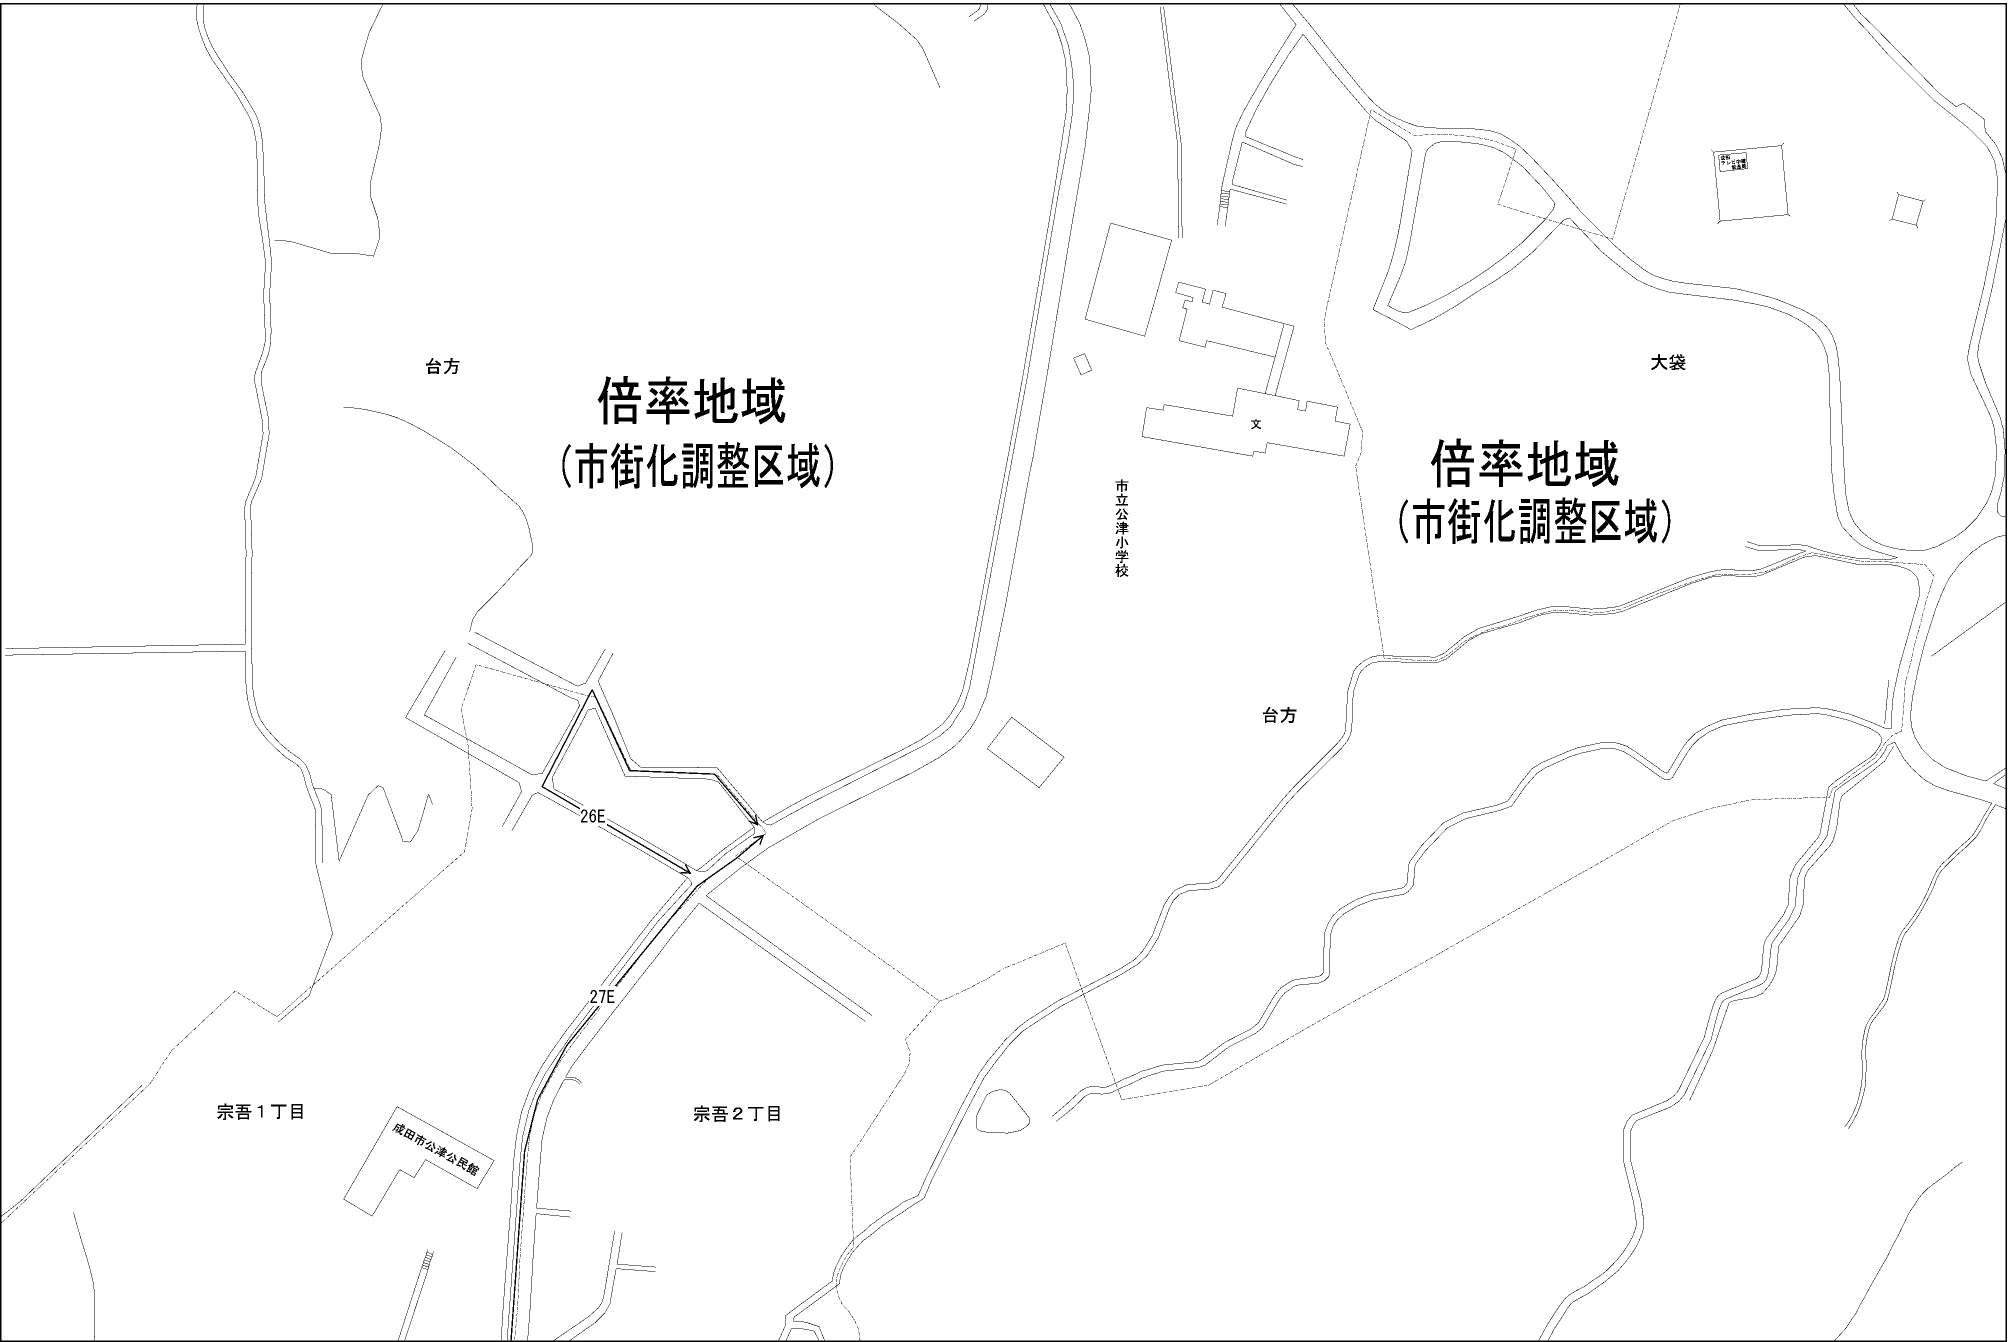 台方
倍率地域
（市街化調整区域）
大袋
倍率地域
（市街化調整区域）
文
市立公津小学校
台方
26E
27E
宗吾１丁目
宗吾２丁目
成田市公津公民館